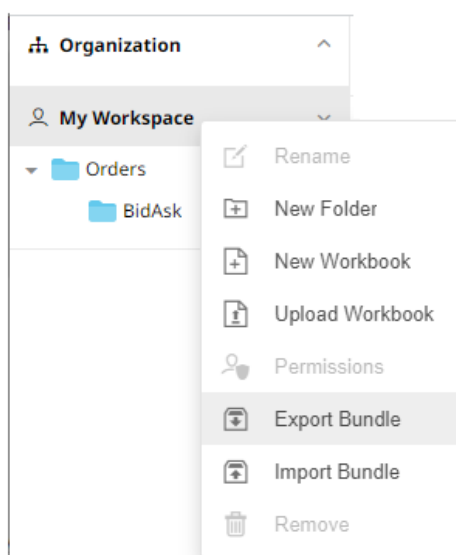 Organization
My Workspace
Orders
BidAsk
Rename
New Folder
New Workbook
Upload Workbook
Permissions
Export Bundle
Import Bundle
Remove